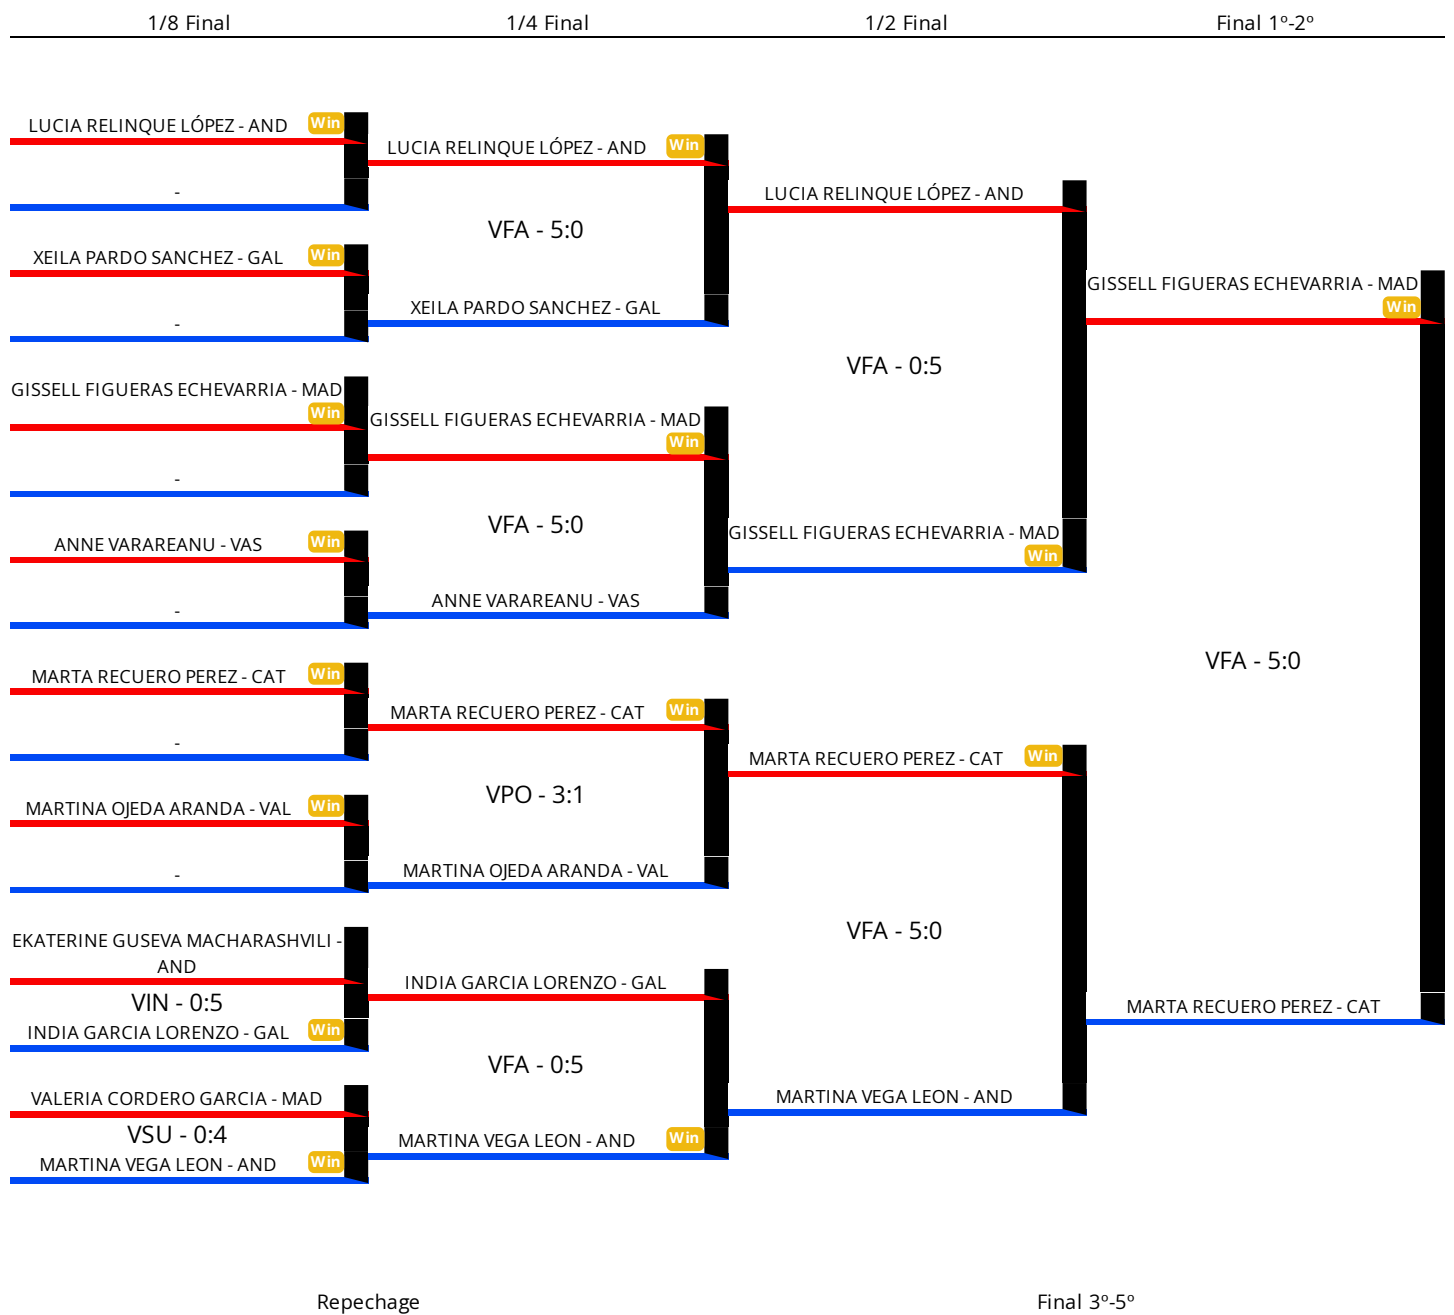 1/8 Final
1/4 Final
1/2 Final
Final 1º-2º
LUCIA RELINQUE LÓPEZ - AND
Win
-
XEILA PARDO SANCHEZ - GAL
Win
-
GISSELL FIGUERAS ECHEVARRIA - MAD
Win
-
ANNE VARAREANU - VAS
Win
-
MARTA RECUERO PEREZ - CAT
Win
-
MARTINA OJEDA ARANDA - VAL
Win
-
EKATERINE GUSEVA MACHARASHVILI -
AND
VIN - 0:5
INDIA GARCIA LORENZO - GAL
Win
VALERIA CORDERO GARCIA - MAD
VSU - 0:4
MARTINA VEGA LEON - AND
Win
LUCIA RELINQUE LÓPEZ - AND
Win
VFA - 5:0
XEILA PARDO SANCHEZ - GAL
GISSELL FIGUERAS ECHEVARRIA - MAD
Win
VFA - 5:0
ANNE VARAREANU - VAS
MARTA RECUERO PEREZ - CAT
Win
VPO - 3:1
MARTINA OJEDA ARANDA - VAL
INDIA GARCIA LORENZO - GAL
VFA - 0:5
MARTINA VEGA LEON - AND
Win
LUCIA RELINQUE LÓPEZ - AND
VFA - 0:5
GISSELL FIGUERAS ECHEVARRIA - MAD
Win
MARTA RECUERO PEREZ - CAT
Win
VFA - 5:0
MARTINA VEGA LEON - AND
GISSELL FIGUERAS ECHEVARRIA - MAD
Win
VFA - 5:0
MARTA RECUERO PEREZ - CAT
Repechage
Final 3º-5º